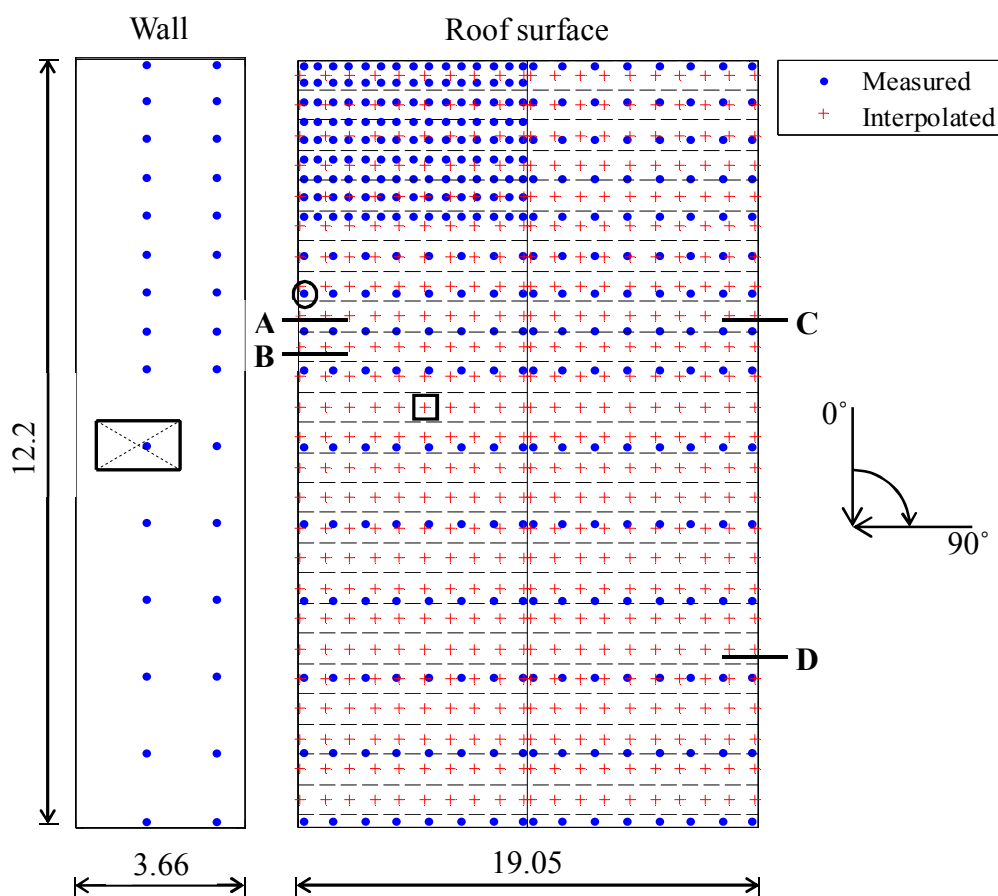 Wall
Roof surface
Measured
Interpolated
A
B
C
D
0°
90°
12.2
3.66
19.05